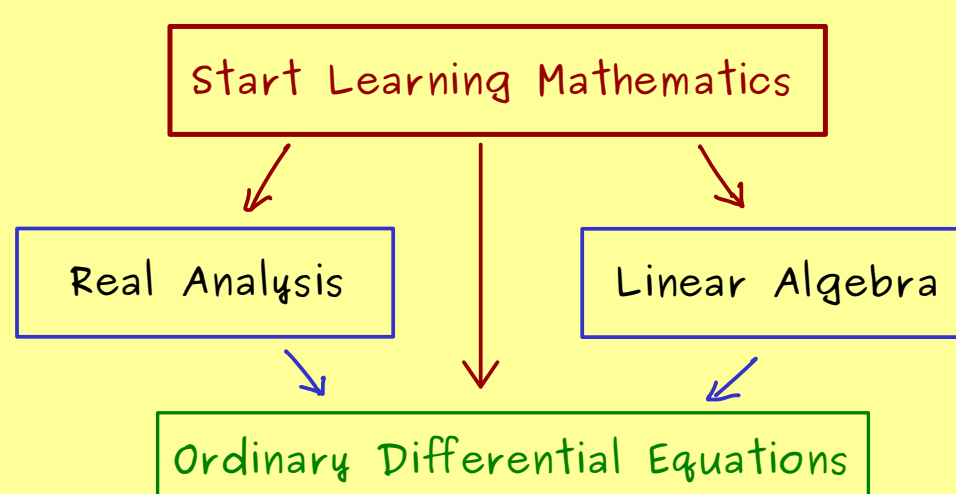 Start Learning Mathematics
Real Analysis
Linear Algebra
Ordinary Differential Equations